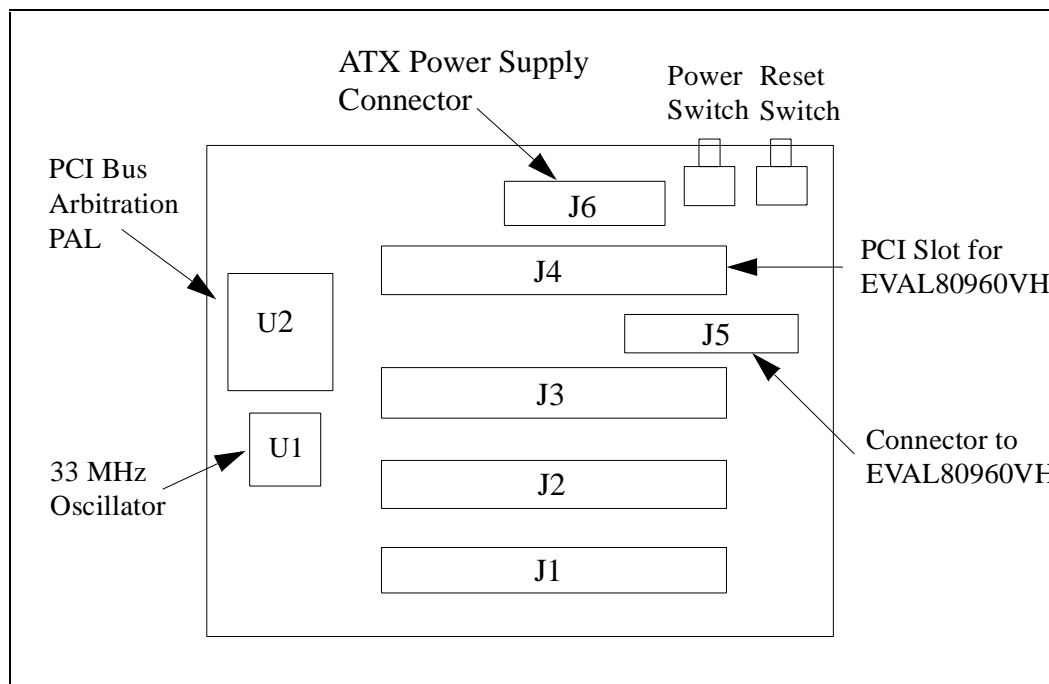 ATX Power Supply
Connector
Power
Switch
Reset
Switch
PCI Bus
Arbitration
PAL
J6
J4
PCI Slot for
EVAL80960VH
U2
J5
J3
U1
Connector to
EVAL80960VH
33 MHz
Oscillator
J2
J1